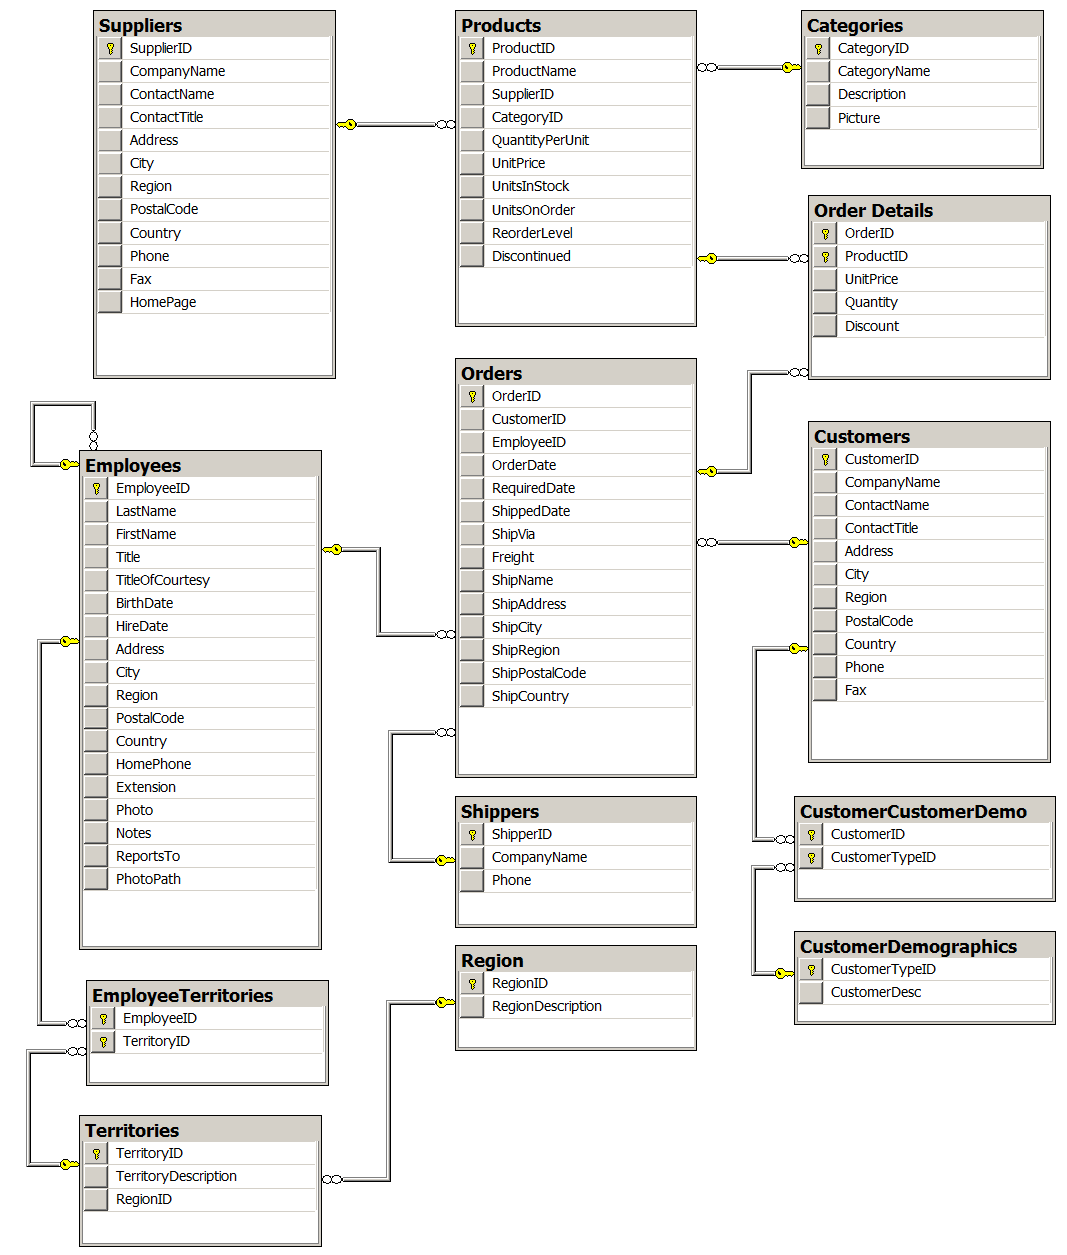 Suppliers
SupplierID
CompanyName
ContactName
ContactTitle
Address
City
Region
PostalCode
Country
Phone
Fax
HomePage
Products
ProductID
ProductName
SupplierID
CategoryID
QuantityPerUnit
UnitPrice
UnitsInStock
UnitsOnOrder
ReorderLevel
Discontinued
Categories
CategoryID
CategoryName
Description
Picture
Order Details
OrderID
ProductID
UnitPrice
Quantity
Discount
Employees
EmployeeID
LastName
FirstName
Title
TitleOfCourtesy
BirthDate
HireDate
Address
City
Region
PostalCode
Country
HomePhone
Extension
Photo
Notes
ReportsTo
PhotoPath
Orders
OrderID
CustomerID
EmployeeID
OrderDate
RequiredDate
ShippedDate
ShipVia
Freight
ShipName
ShipAddress
ShipCity
ShipRegion
ShipPostalCode
ShipCountry
Customers
CustomerID
CompanyName
ContactName
ContactTitle
Address
City
Region
PostalCode
Country
Phone
Fax
Shippers
ShipperID
CompanyName
Phone
CustomerCustomerDemo
CustomerID
CustomerTypeID
CustomerDemographics
CustomerTypeID
CustomerDesc
Region
RegionID
RegionDescription
EmployeeTerritories
EmployeeID
TerritoryID
Territories
TerritoryID
TerritoryDescription
RegionID